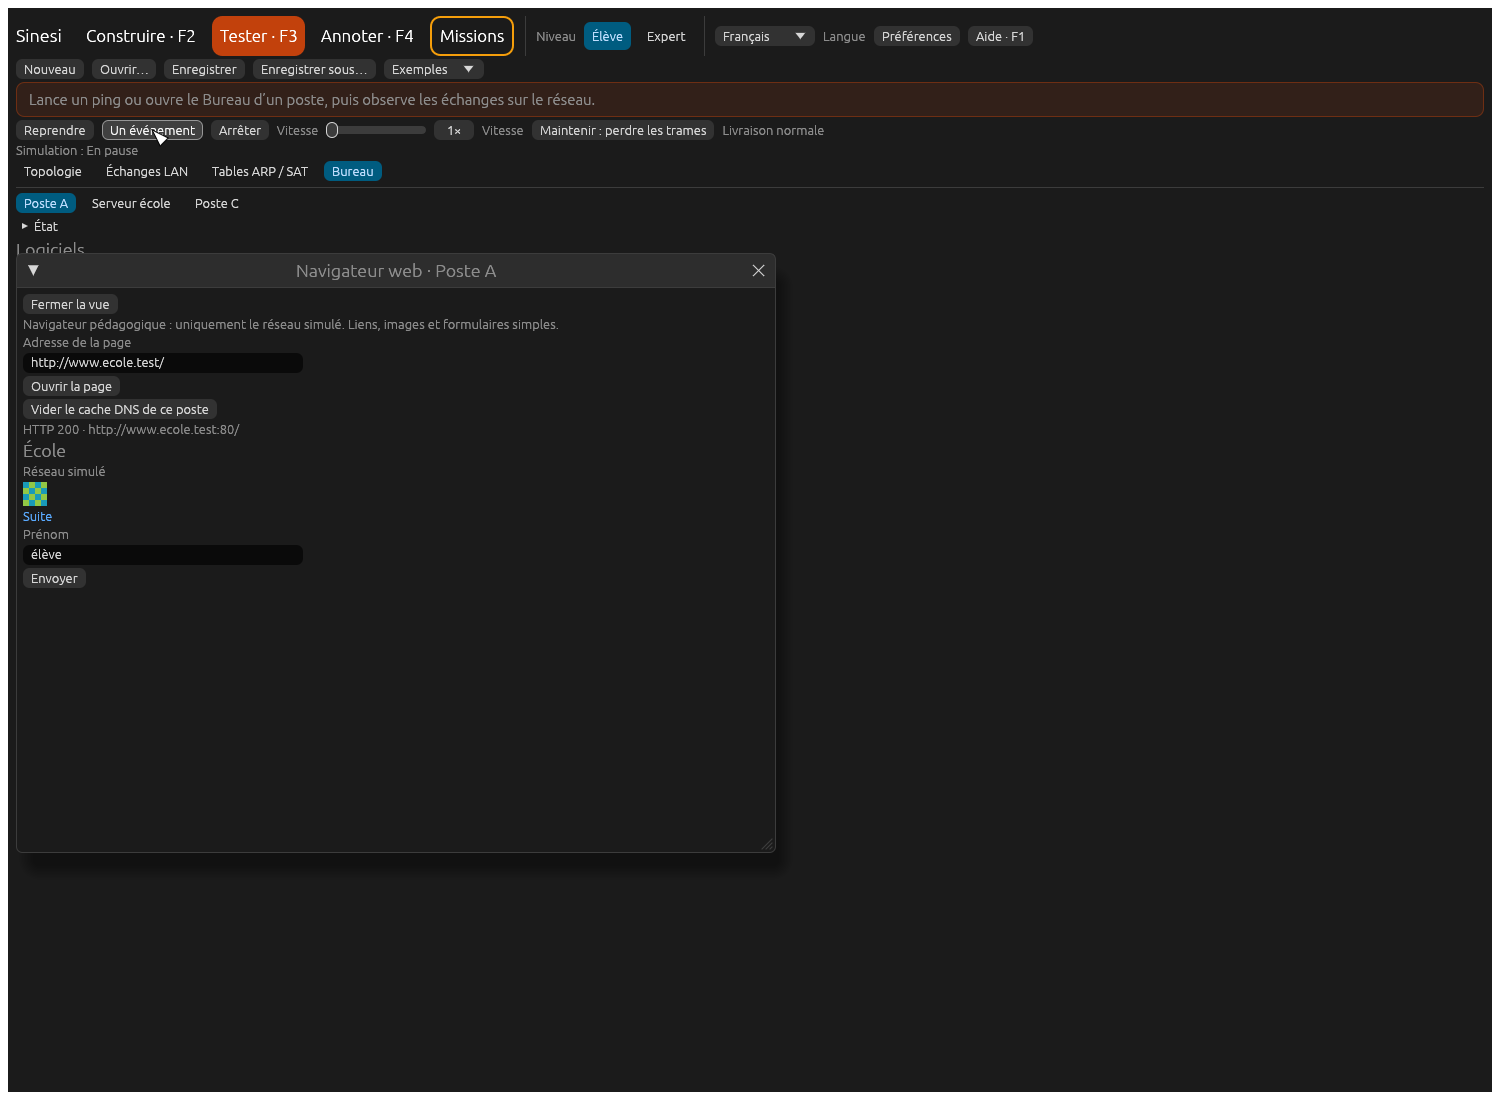 Sinesi Construire · F2 Tester · F3 Annoter · F4 Missions Niveau Élève Expert Français Langue Préférences Aide · F1
Nouveau Ouvrir… Enregistrer Enregistrer sous… Exemples
Lance un ping ou ouvre le Bureau d’un poste, puis observe les échanges sur le réseau.
Reprendre Un événement Arrêter Vitesse 1× Vitesse Maintenir : perdre les trames Livraison normale
Simulation : En pause
Topologie Échanges LAN Tables ARP / SAT Bureau
Poste A Serveur école Poste C
État
Logiciels
Navigateur web · Poste A
Fermer la vue
Navigateur pédagogique : uniquement le réseau simulé. Liens, images et formulaires simples.
Adresse de la page
http://www.ecole.test/
Ouvrir la page
Vider le cache DNS de ce poste
HTTP 200 · http://www.ecole.test:80/
École
Réseau simulé
Suite
Prénom
élève
Envoyer